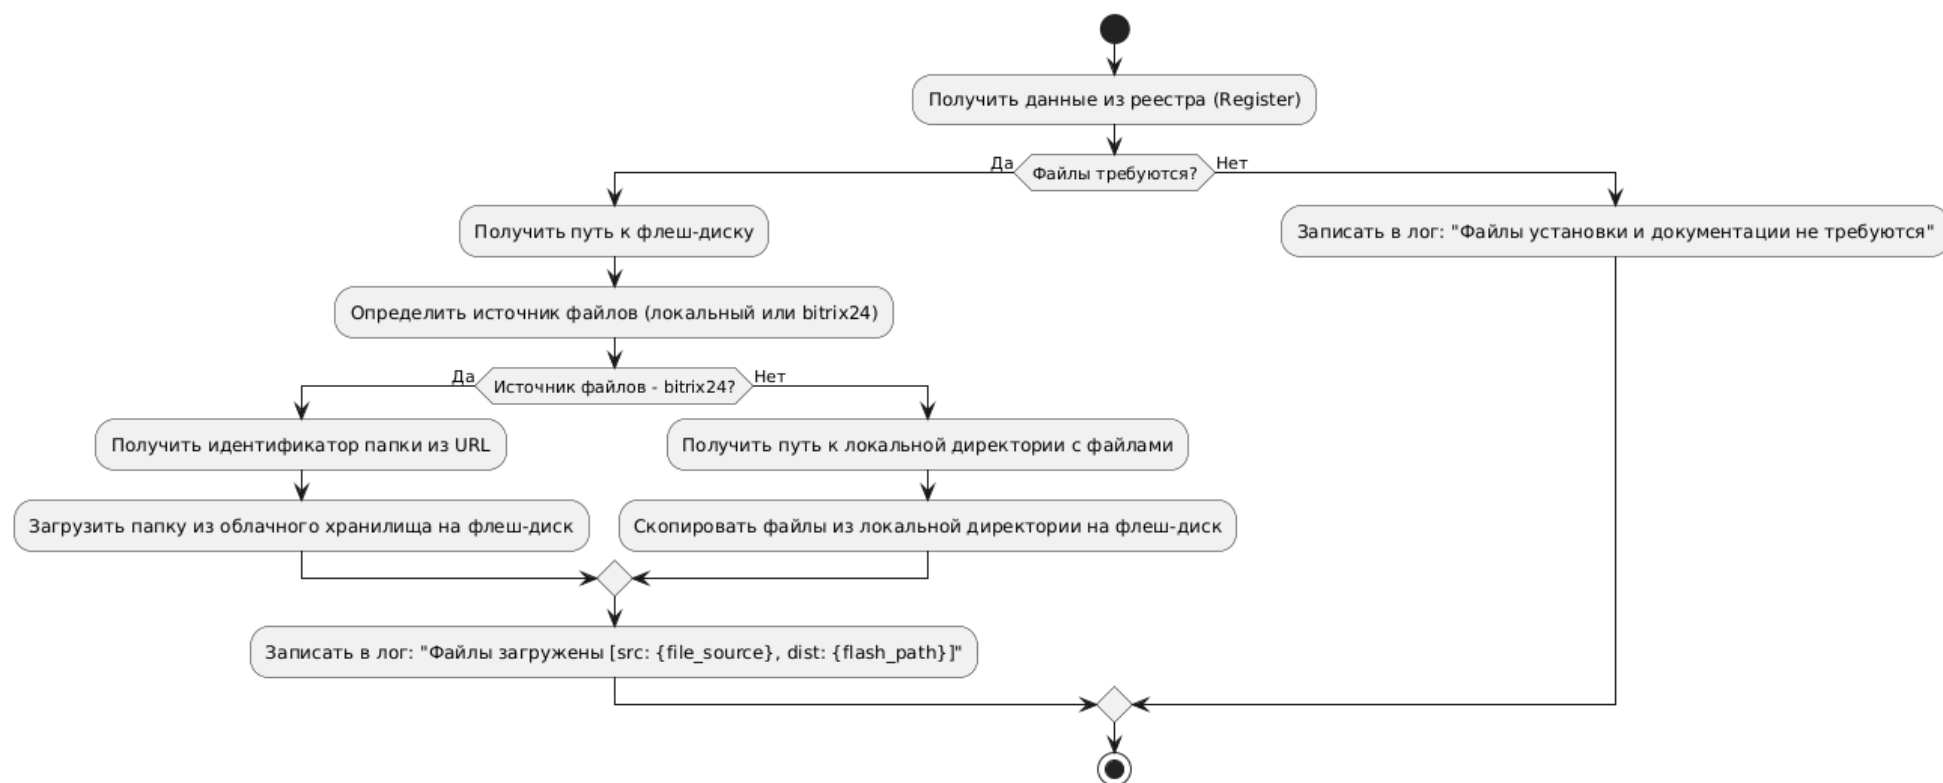 Получить данные из реестра (Register)
Да
Файлы требуются?
Нет
Получить путь к флеш-диску
Записать в лог: "Файлы установки и документации не требуются"
Определить источник файлов (локальный или bitrix24)
Да
Источник файлов - bitrix24?
Нет
Получить идентификатор папки из URL
Получить путь к локальной директории с файлами
Загрузить папку из облачного хранилища на флеш-диск
Скопировать файлы из локальной директории на флеш-диск
Записать в лог: "Файлы загружены [src: {file_source}, dist: {flash_path}]"